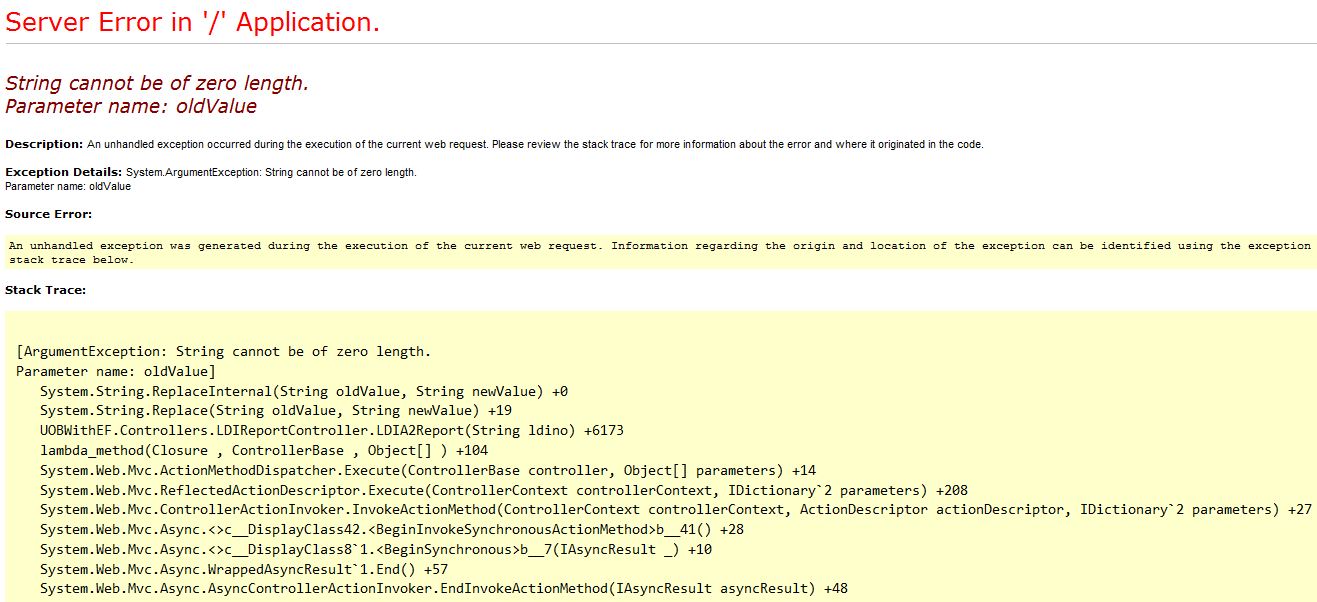 Server Error in '/' Application.
String cannot be of zero length.
Parameter name: oldValue
Description: An unhandled exception occurred during the execution of the current web request. Please review the stack trace for more information about the error and where it originated in the code.
Exception Details: System.ArgumentException: String cannot be of zero length.
Parameter name: oldValue
Source Error:
An unhandled exception was generated during the execution of the current web request. Information regarding the origin and location of the exception can be identified using the exception
stack trace below.
Stack Trace:
[ArgumentException: String cannot be of zero length.
Parameter name: oldValue]
System.String.ReplaceInternal(String oldValue, String newValue) +0
System.String.Replace(String oldValue, String newValue) +19
UOBWithEF.Controllers.LDIReportController.LDIA2Report(String ldino) +6173
lambda_method(Closure , ControllerBase , Object[] ) +104
System.Web.Mvc.ActionMethodDispatcher.Execute(ControllerBase controller, Object[] parameters) +14
System.Web.Mvc.ReflectedActionDescriptor.Execute(ControllerContext controllerContext, IDictionary`2 parameters) +208
System.Web.Mvc.ControllerActionInvoker.InvokeActionMethod(ControllerContext controllerContext, ActionDescriptor actionDescriptor, IDictionary`2 parameters) +27
System.Web.Mvc.Async.<>c__DisplayClass42.<BeginInvokeSynchronousActionMethod>b__41() +28
System.Web.Mvc.Async.<>c__DisplayClass8`1.<BeginSynchronous>b__7(IAsyncResult _) +10
System.Web.Mvc.Async.WrappedAsyncResult`1.End() +57
System.Web.Mvc.Async.AsyncControllerActionInvoker.EndInvokeActionMethod(IAsyncResult asyncResult) +48